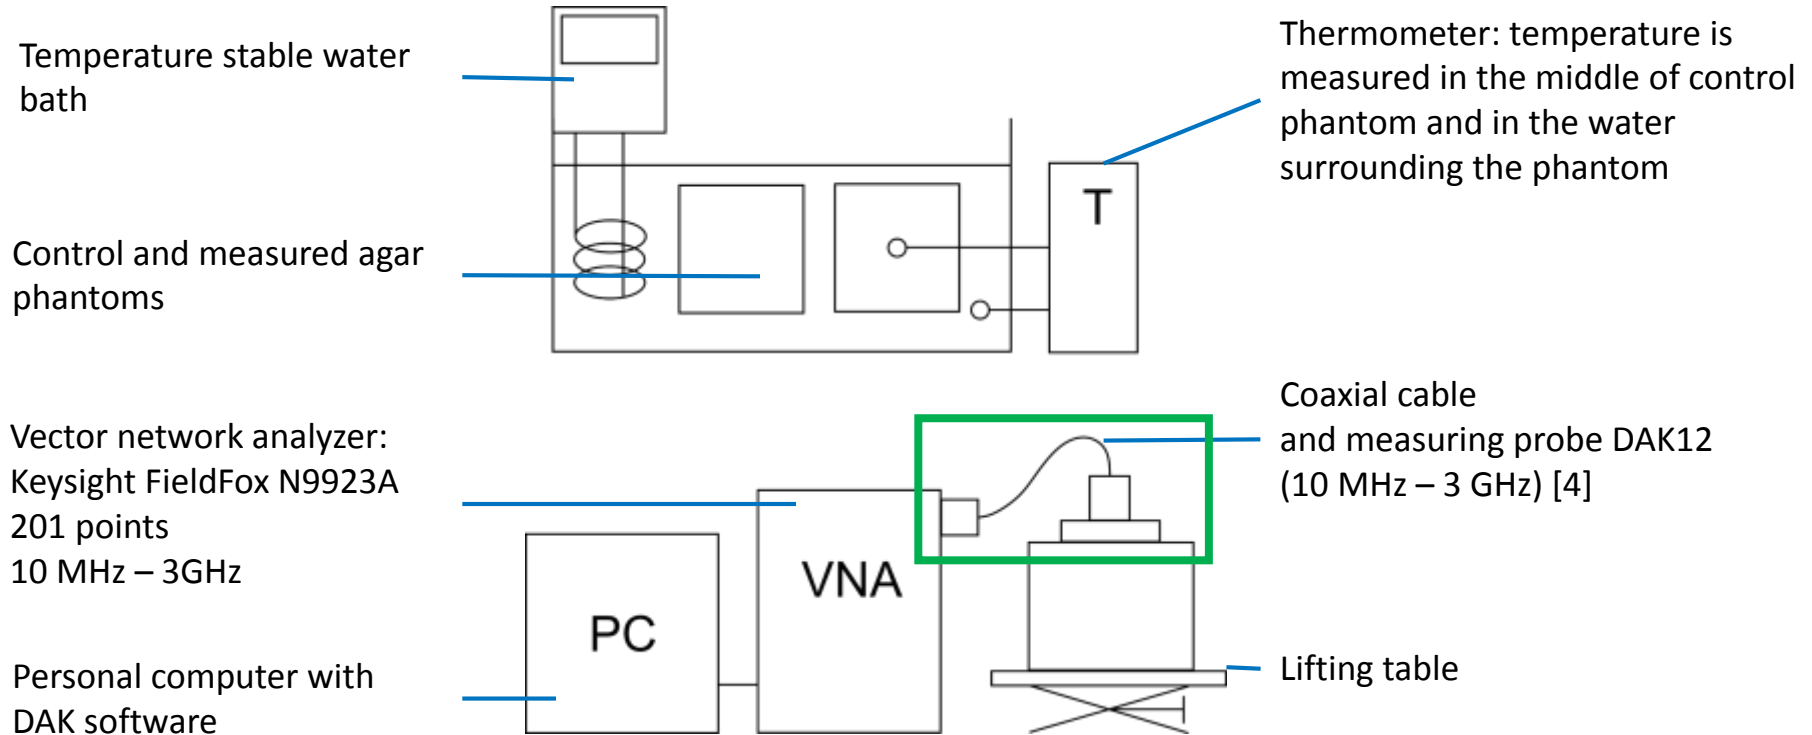 Temperature stable water
bath
Thermometer: temperature is
measured in the middle of control
phantom and in the water
surrounding the phantom
T
Control and measured agar
phantoms
Vector network analyzer:
Keysight FieldFox N9923A
201 points
10 MHz – 3GHz
Coaxial cable
and measuring probe DAK12
(10 MHz – 3 GHz) [4]
VNA
PC
Personal computer with
DAK software
Lifting table